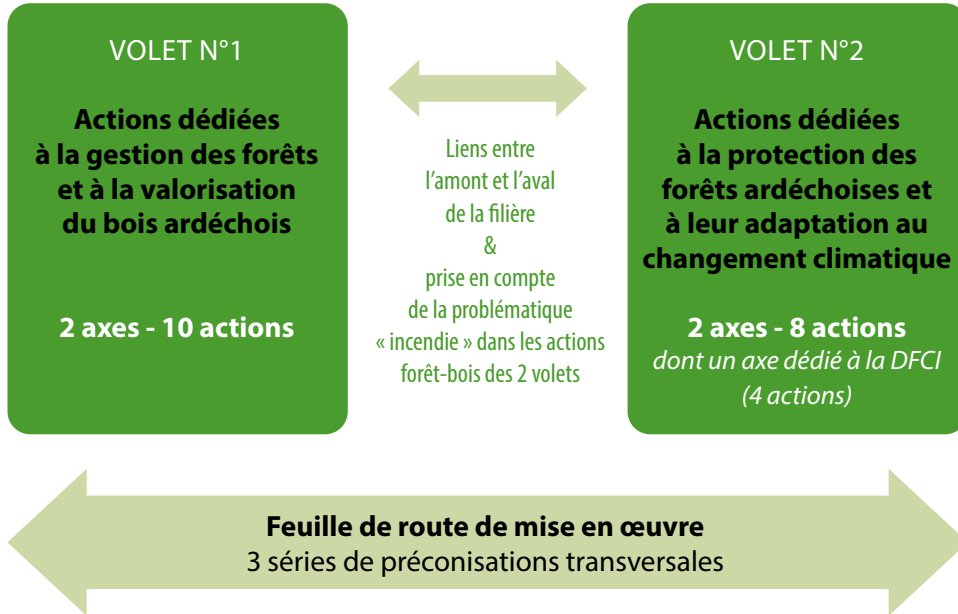 VOLET N°1
Actions dédiées
à la gestion des forêts
et à la valorisation
du bois ardéchois
2 axes - 10 actions
Liens entre
l'amont et l'aval
de la filière
&
prise en compte
de la problématique
« incendie » dans les actions
forêt-bois des 2 volets
VOLET N°2
Actions dédiées
à la protection des
forêts ardéchoises et
à leur adaptation au
changement climatique
2 axes - 8 actions
dont un axe dédié à la DFCI
(4 actions)
Feuille de route de mise en œuvre
3 séries de préconisations transversales